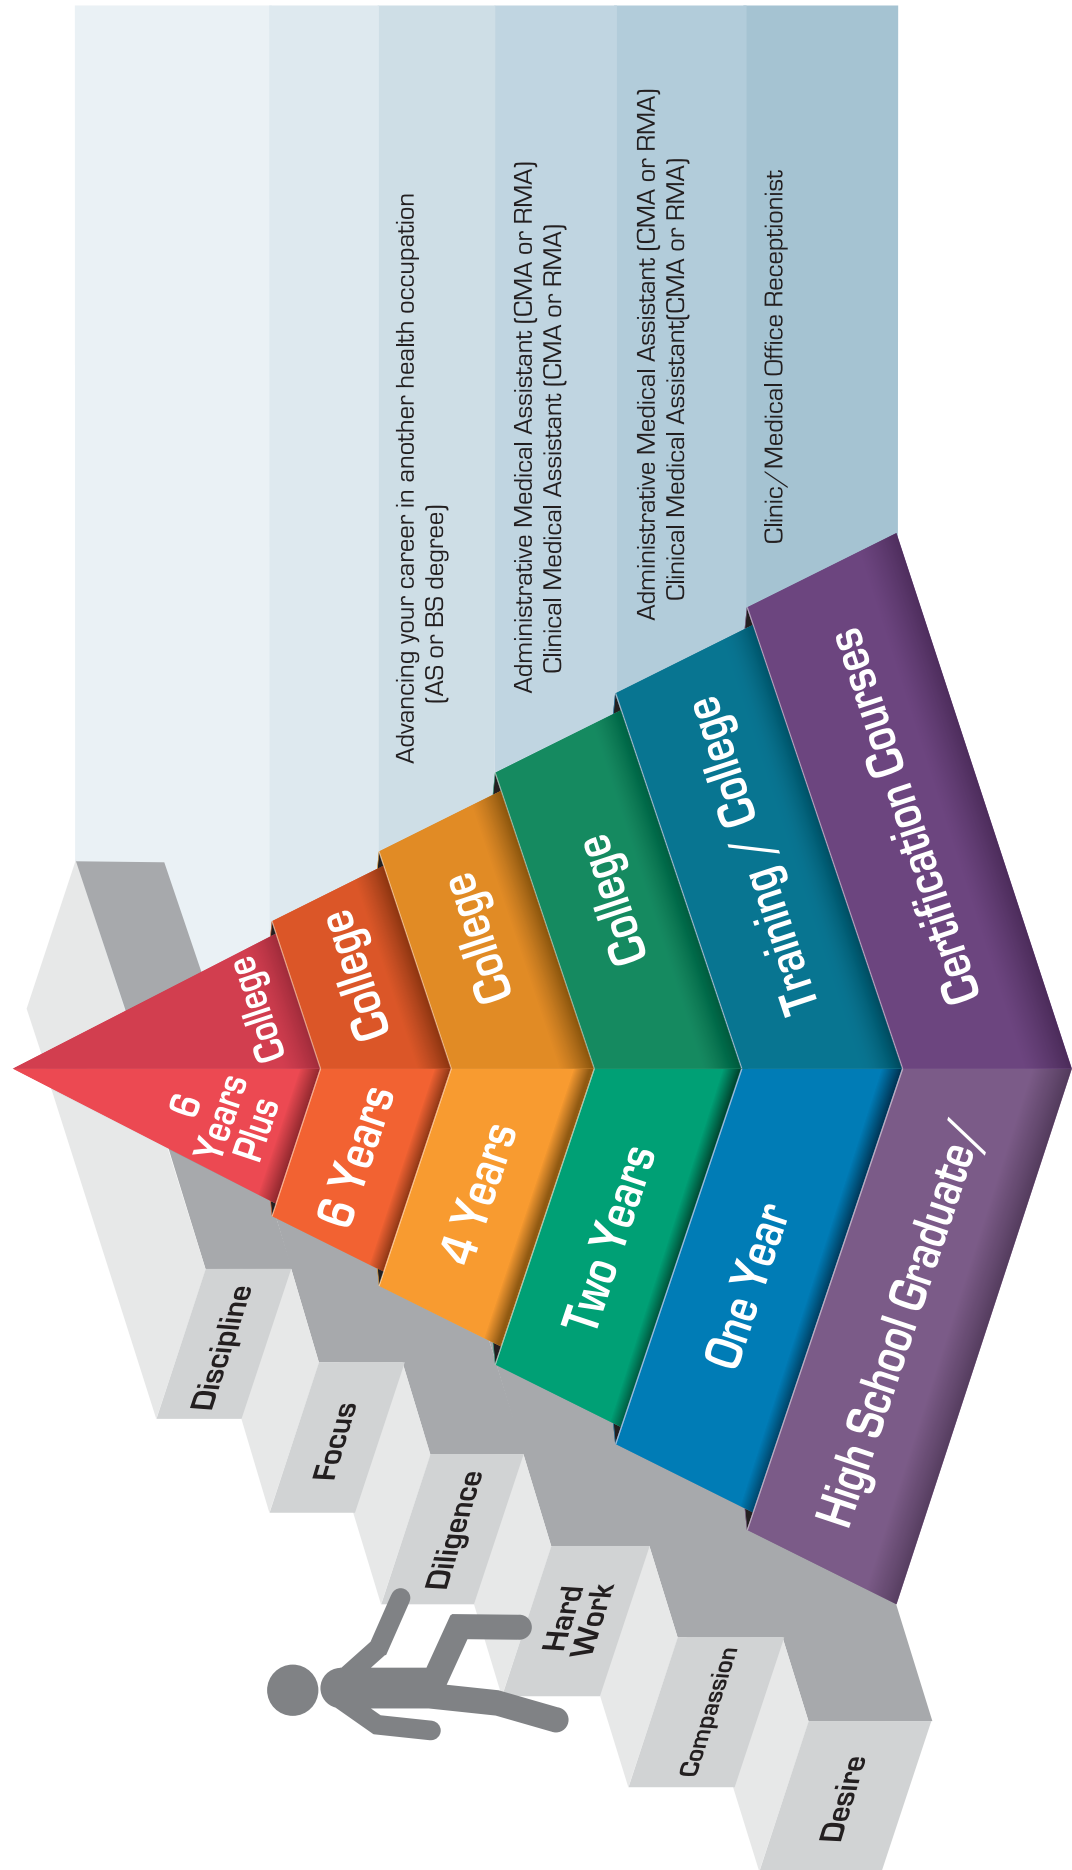 6
Years
Plus
College
6 Years
College
4 Years
College
Two Years
College
One Year
Training / College
High School Graduate/
Certification Courses
Advancing your career in another health occupation
(AS or BS degree)
Administrative Medical Assistant (CMA or RMA)
Clinical Medical Assistant (CMA or RMA)
Administrative Medical Assistant (CMA or RMA)
Clinical Medical Assistant(CMA or RMA)
Clinic/Medical Office Receptionist
Discipline
Focus
Diligence
Hard
Work
Compassion
Desire